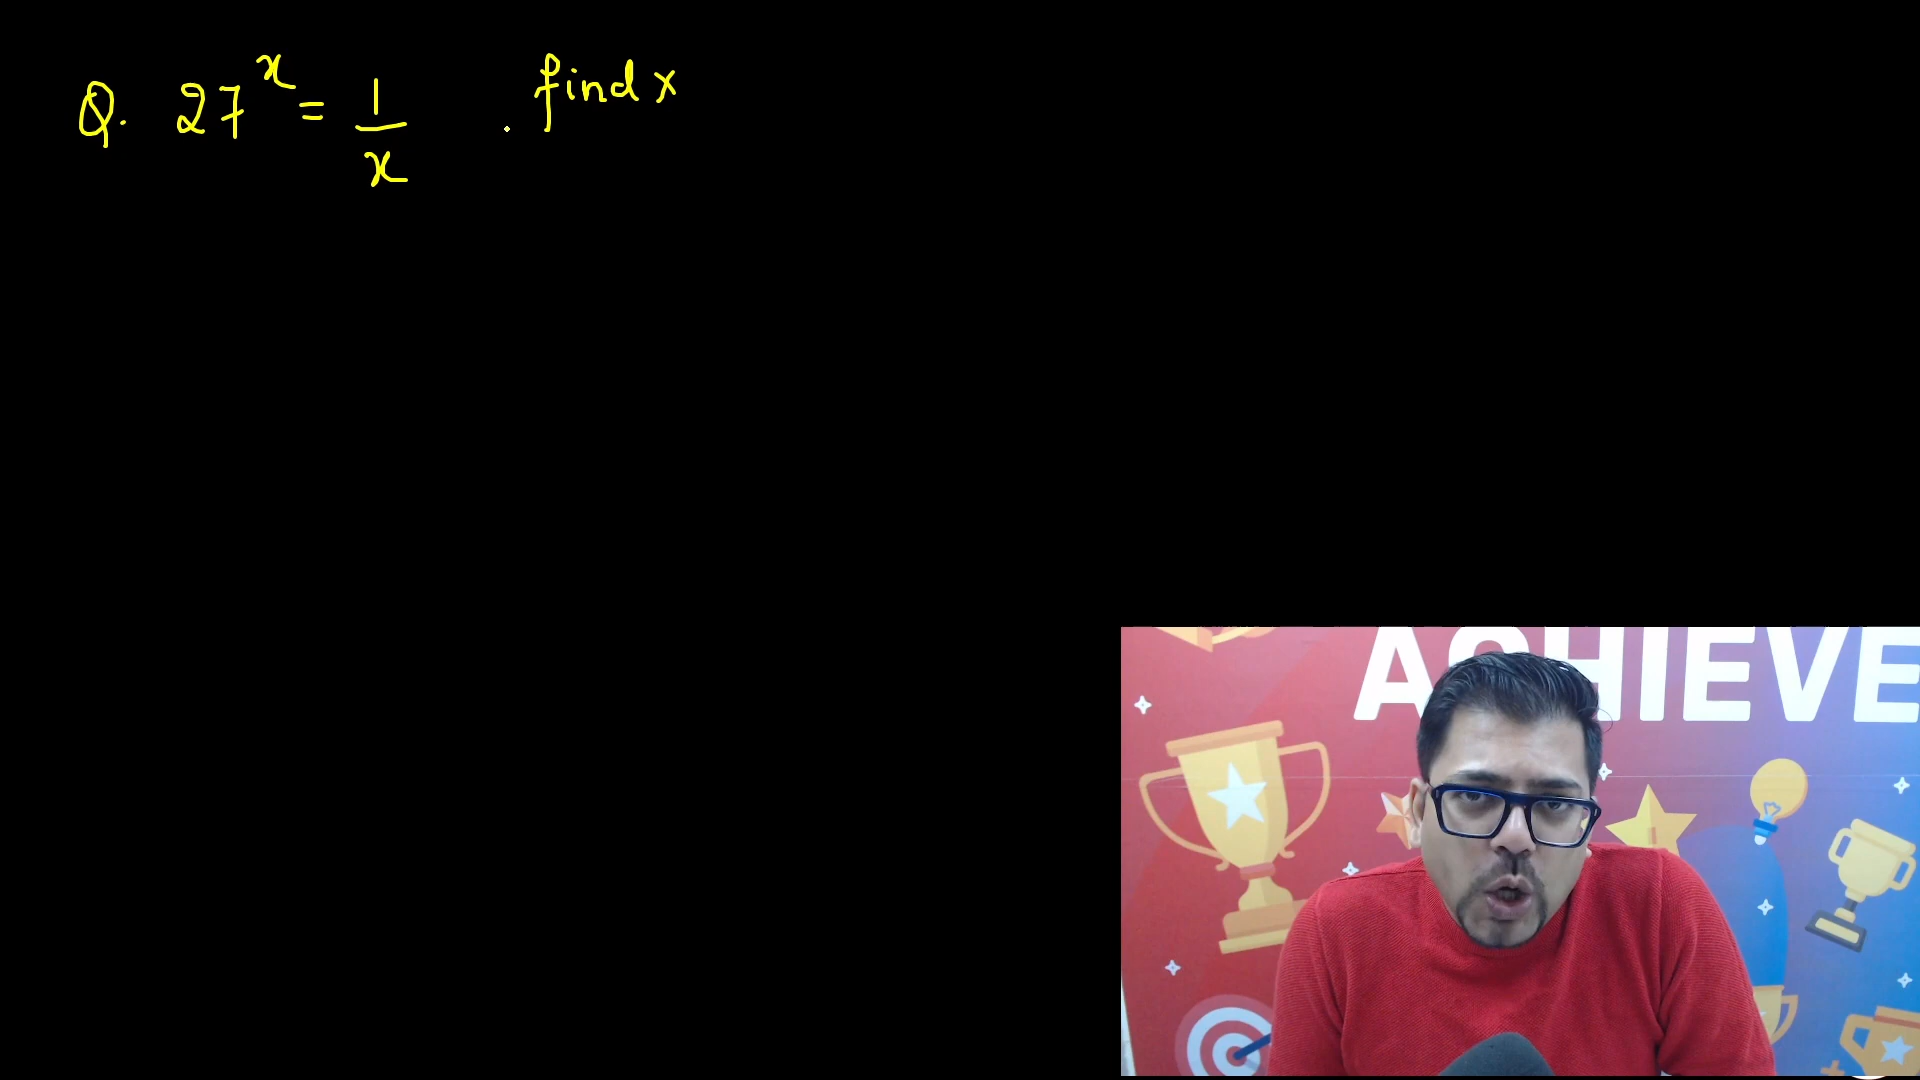 Q. 27^x = 1/x . find x
ACHIEVE